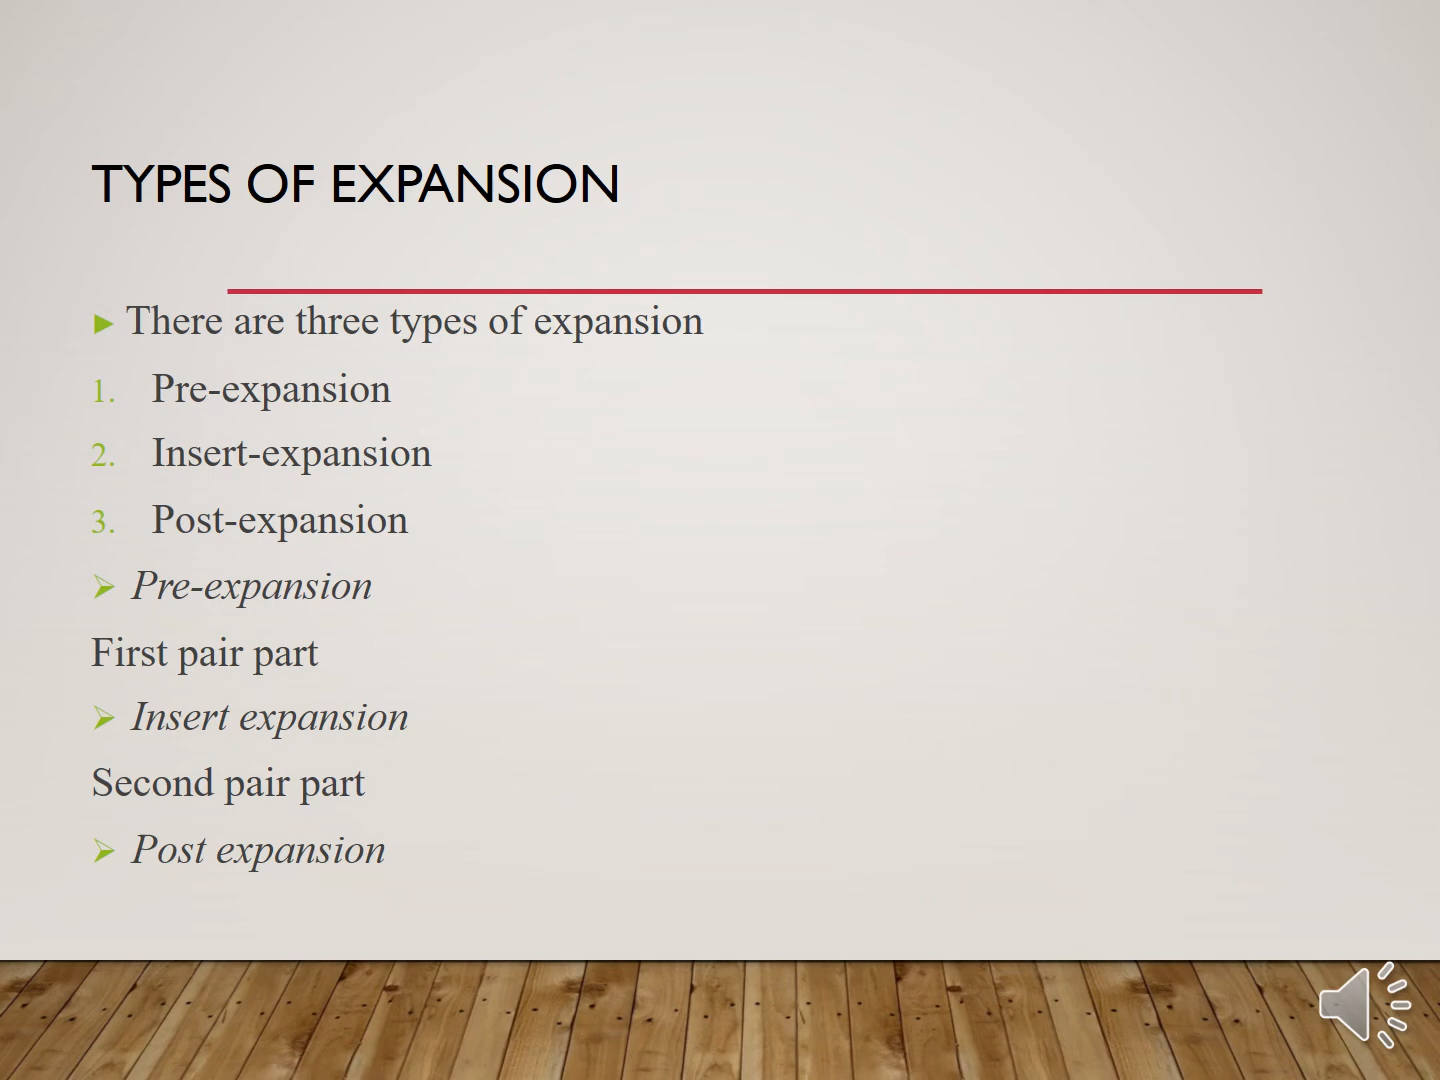 TYPES OF EXPANSION
There are three types of expansion
1. Pre-expansion
2. Insert-expansion
3. Post-expansion
Pre-expansion
First pair part
Insert expansion
Second pair part
Post expansion